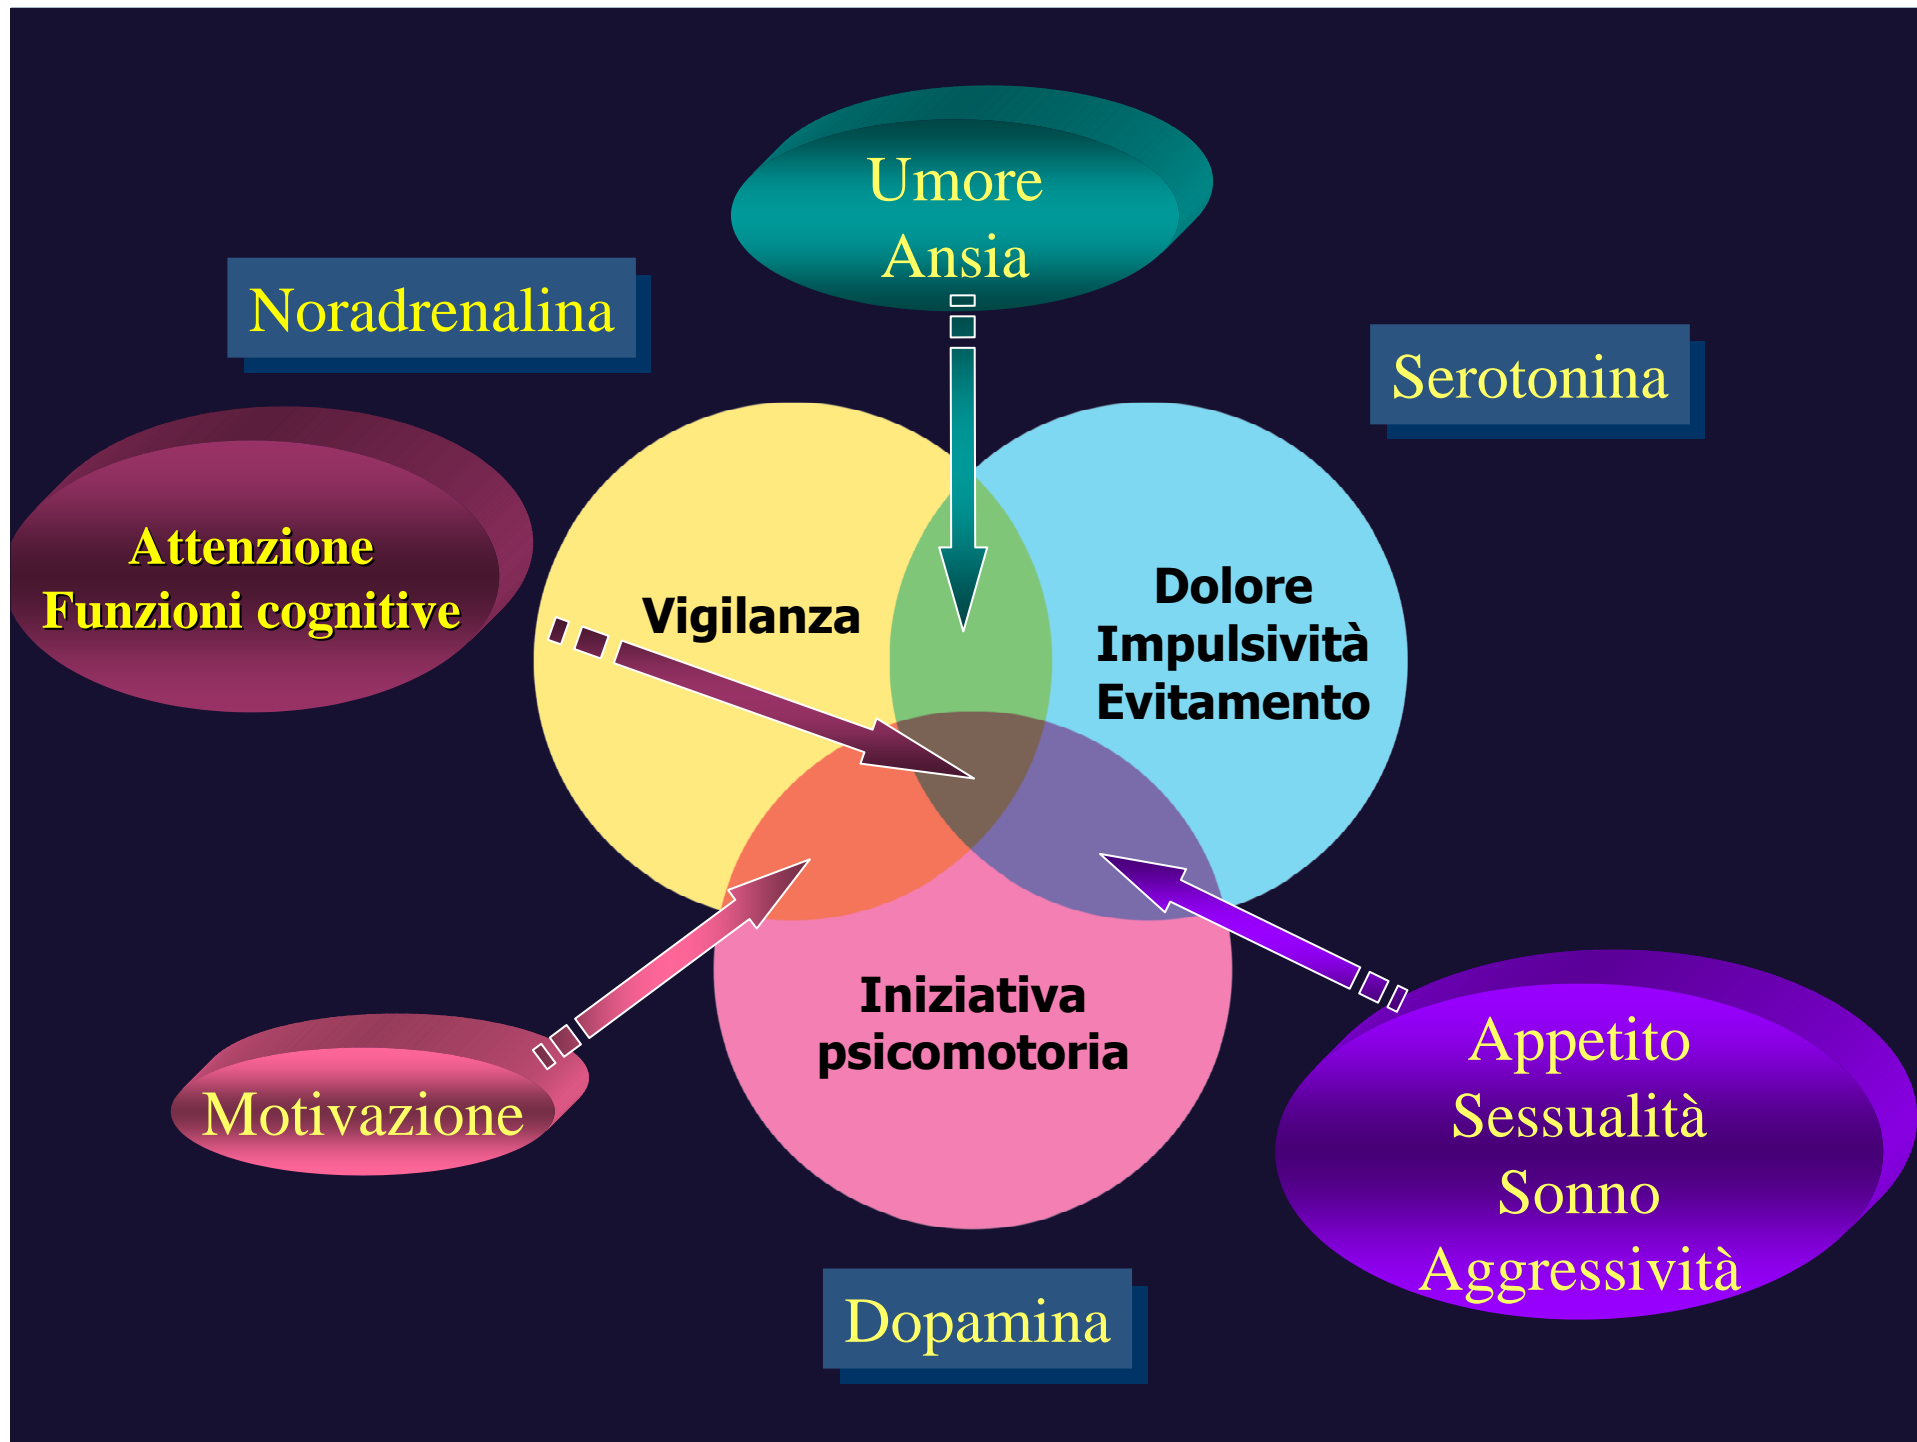 Umore
Ansia
Noradrenalina
Serotonina
Attenzione
Funzioni cognitive
Vigilanza
Dolore
Impulsività
Evitamento
Iniziativa
psicomotoria
Motivazione
Appetito
Sessualità
Sonno
Aggressività
Dopamina